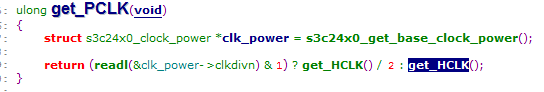 ulong get_PCLK(void)
{
struct s3c24x0_clock_power *clk_power = s3c24x0_get_base_clock_power();
return (readl(&clk_power->clkdivn) & 1) ? get_HCLK() / 2 : get_HCLK();
}